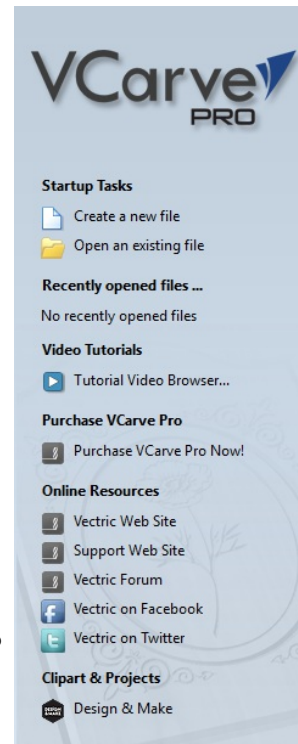 VCarve
PRO
Startup Tasks
Create a new file
Open an existing file
Recently opened files ...
No recently opened files
Video Tutorials
Tutorial Video Browser...
Purchase VCarve Pro
Purchase VCarve Pro Now!
Online Resources
Vectric Web Site
Support Web Site
Vectric Forum
Vectric on Facebook
Vectric on Twitter
Clipart & Projects
DESIGN
&MAKE
Design & Make